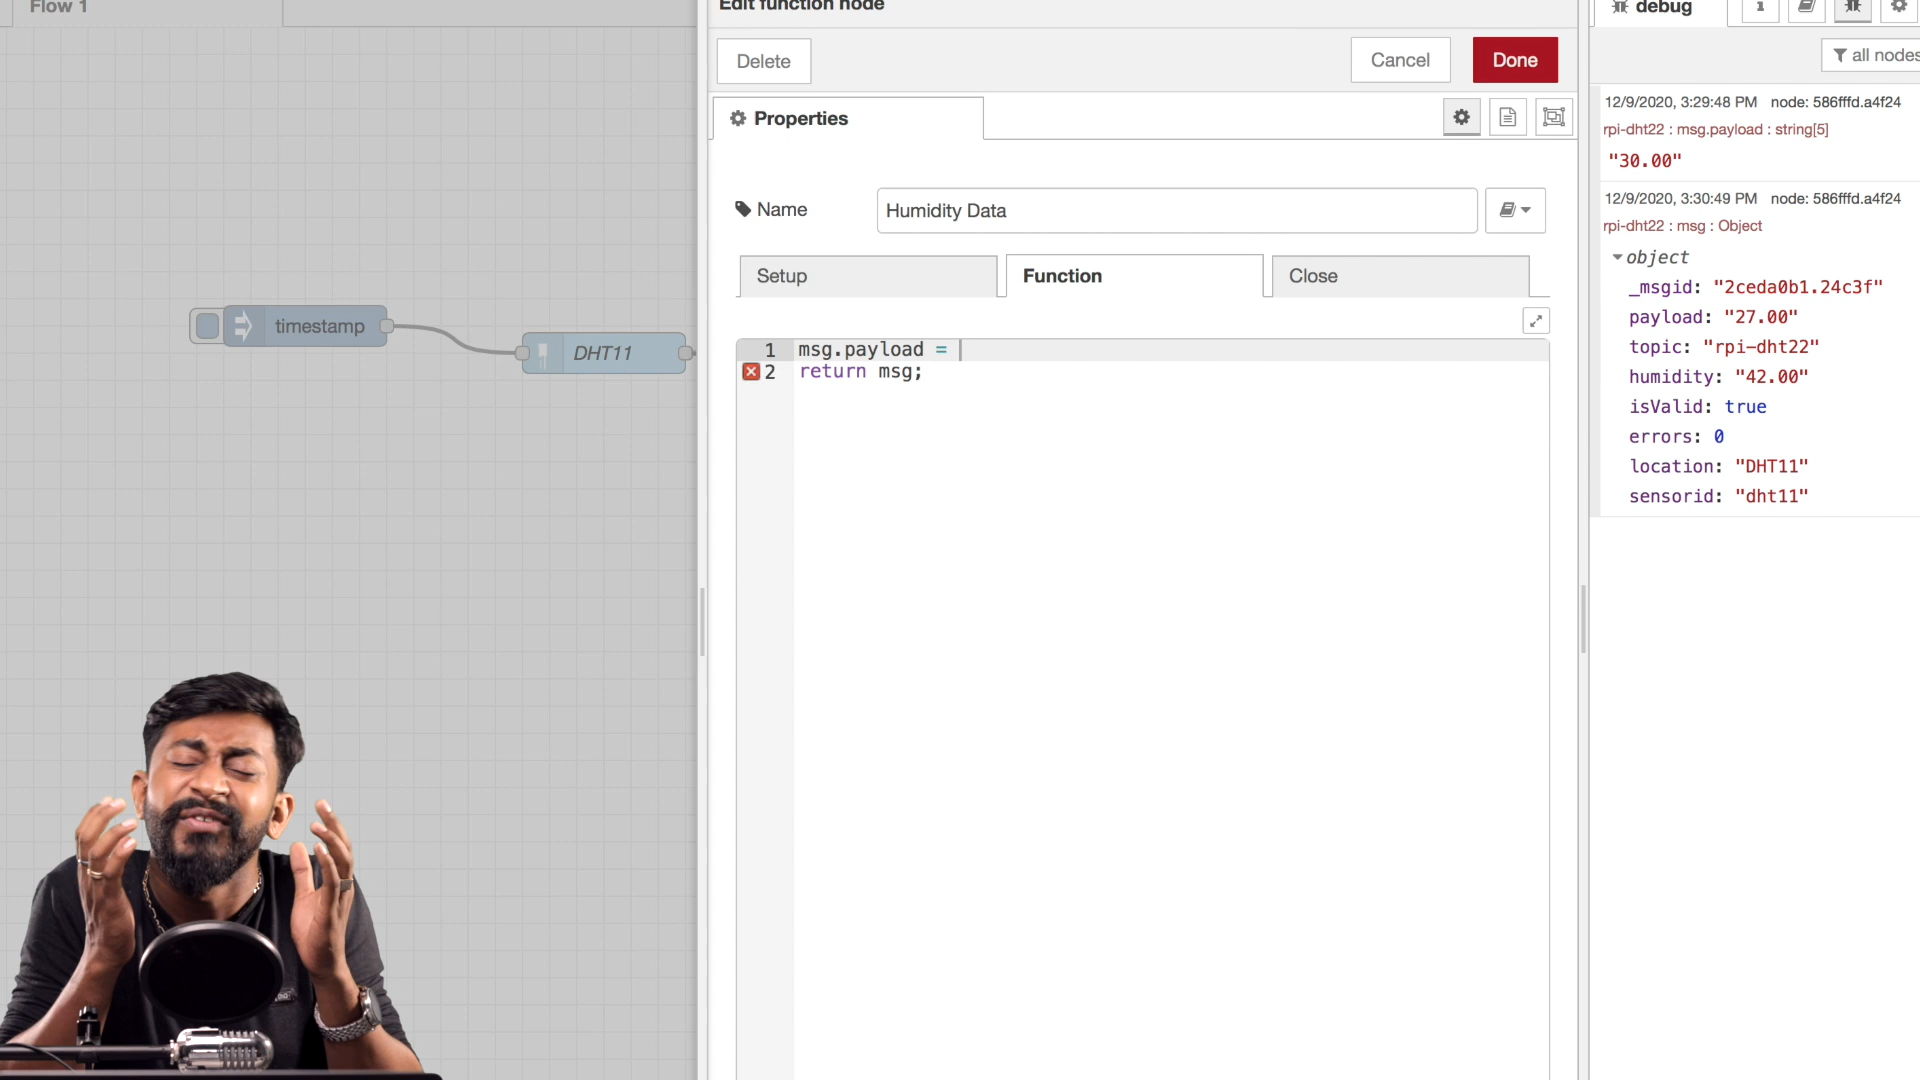 Flow 1
timestamp
DHT11
Edit function node
Delete
Cancel
Done
Properties
Name
Humidity Data
Setup
Function
Close
1 msg.payload =
2 return msg;
debug
i
all nodes
12/9/2020, 3:29:48 PM node: 586fffd.a4f24
rpi-dht22 : msg.payload : string[5]
"30.00"
12/9/2020, 3:30:49 PM node: 586fffd.a4f24
rpi-dht22 : msg : Object
object
_msgid: "2ceda0b1.24c3f"
payload: "27.00"
topic: "rpi-dht22"
humidity: "42.00"
isValid: true
errors: 0
location: "DHT11"
sensorid: "dht11"